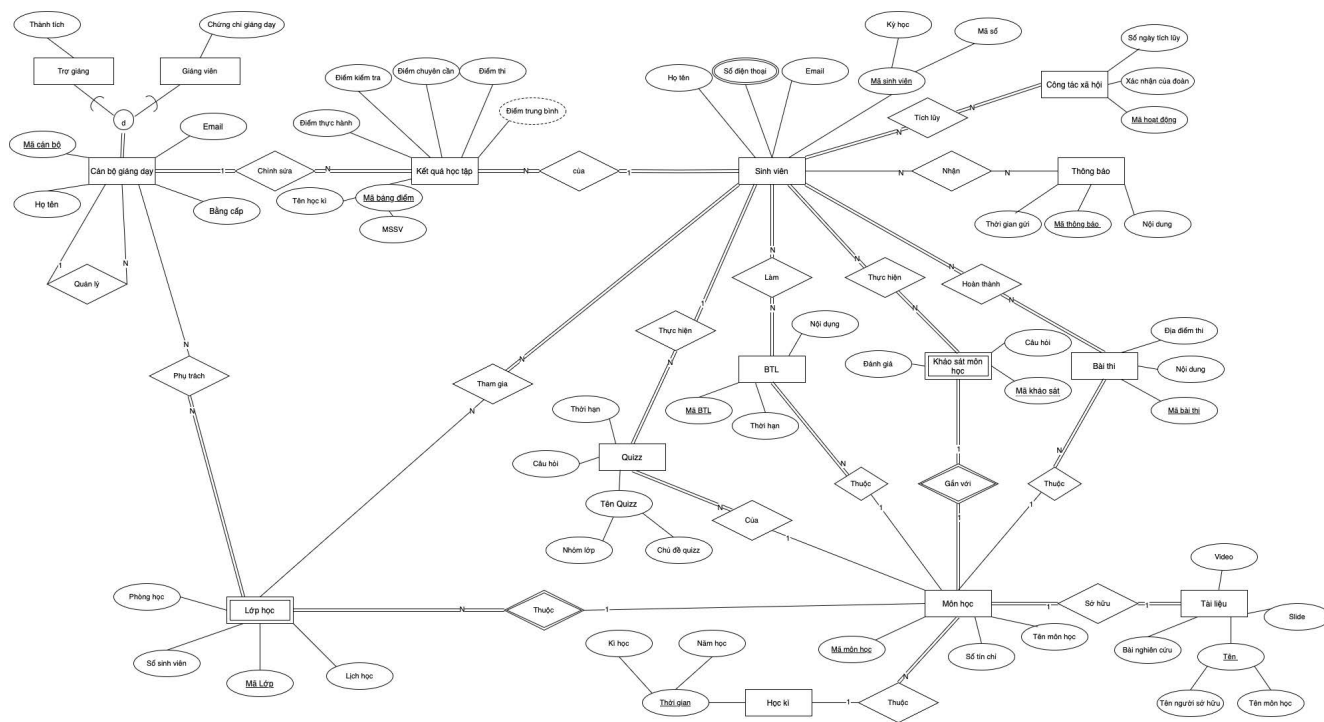 Thành tích
Chứng chỉ giảng dạy
Trợ giảng
Giảng viên
d
Mã cán bộ
Email
Cán bộ giảng dạy
Họ tên
Bằng cấp
1
N
Quản lý
1
Chỉnh sửa
N
Điểm kiểm tra
Điểm chuyên cần
Điểm thi
Điểm thực hành
Điểm trung bình
Kết quả học tập
Tên học kì
Mã bảng điểm
MSSV
N
của
1
Họ tên
Số điện thoại
Email
Kỳ học
Mã số
Mã sinh viên
Sinh viên
N
Tích lũy
N
Số ngày tích lũy
Công tác xã hội
Xác nhận của đoàn
Mã hoạt động
N
Nhận
N
Thông báo
Thời gian gửi
Mã thông báo
Nội dung
N
Phụ trách
N
N
Tham gia
N
1
Thực hiện
N
N
Làm
N
N
Thực hiện
N
N
Hoàn thành
N
Nội dụng
BTL
Mã BTL
Thời hạn
Đánh giá
Khảo sát môn
học
Câu hỏi
Mã khảo sát
Địa điểm thi
Bài thi
Nội dung
Mã bài thi
Thời hạn
Câu hỏi
Quizz
Tên Quizz
Nhóm lớp
Chủ đề quizz
N
Của
1
N
Thuộc
1
1
Gắn với
1
N
Thuộc
1
Phòng học
Lớp học
Số sinh viên
Mã Lớp
Lịch học
N
Thuộc
1
Môn học
Mã môn học
Số tín chỉ
Tên môn học
1
Sở hữu
1
Video
Tài liệu
Slide
Bài nghiên cứu
Tên
Tên người sở hữu
Tên môn học
Kì học
Năm học
Thời gian
Học kì
1
Thuộc
N